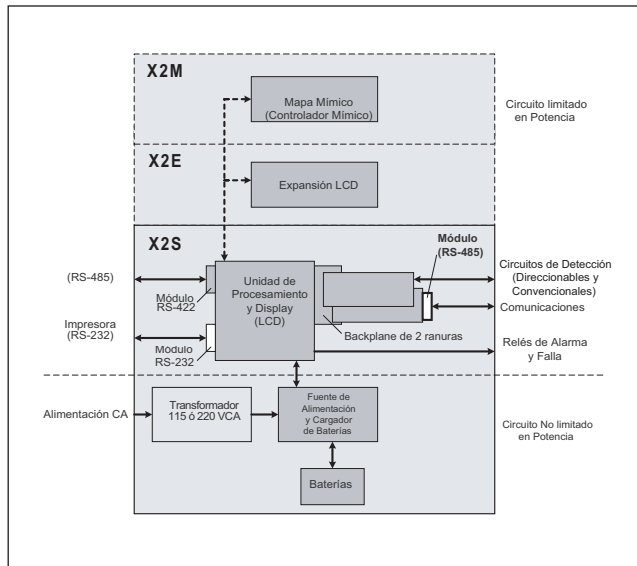 X2M
Mapa Mímico
(Controlador Mímico)
Circuito limitado
en Potencia
X2E
Expansión LCD
X2S
Módulo
(RS-485)
(RS-485)
Módulo
RS-422
Unidad de
Procesamiento
y Display
(LCD)
Circuitos de Detección
(Direccionables y
Convencionales)
Comunicaciones
Impresora
(RS-232)
Módulo
RS-232
Backplane de 2 ranuras
Relés de Alarma
y Falla
Alimentación CA
Transformador
115 ó 220 VCA
Fuente de
Alimentación
y Cargador
de Baterías
Circuito No limitado
en Potencia
Baterías